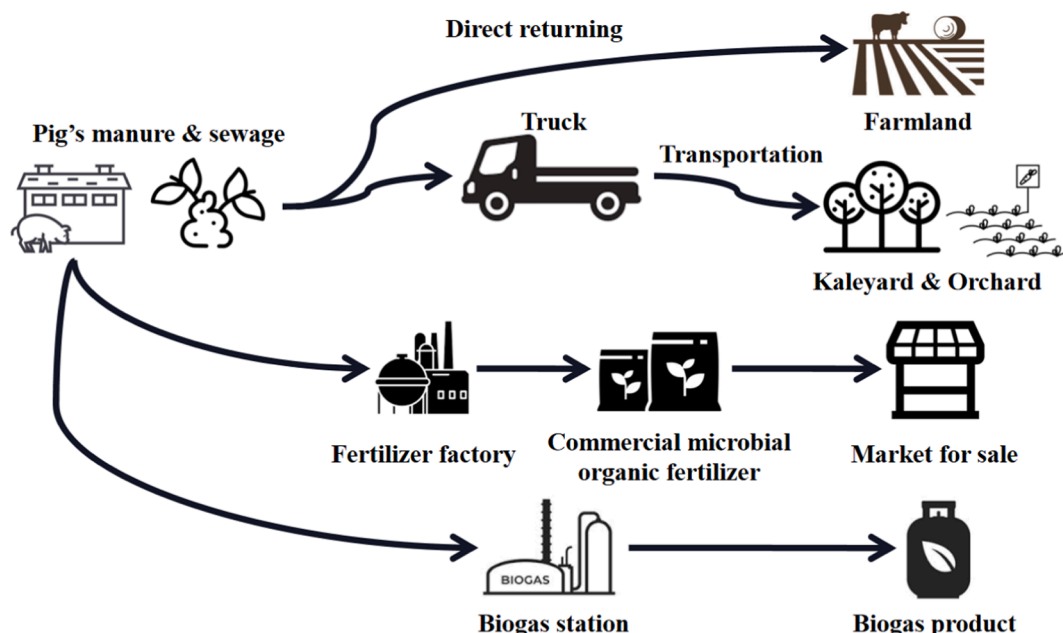 Direct returning
Pig's manure & sewage
Truck
Farmland
Transportation
Kaleyard & Orchard
Fertilizer factory
Commercial microbial
organic fertilizer
Market for sale
BIOGAS
Biogas station
Biogas product